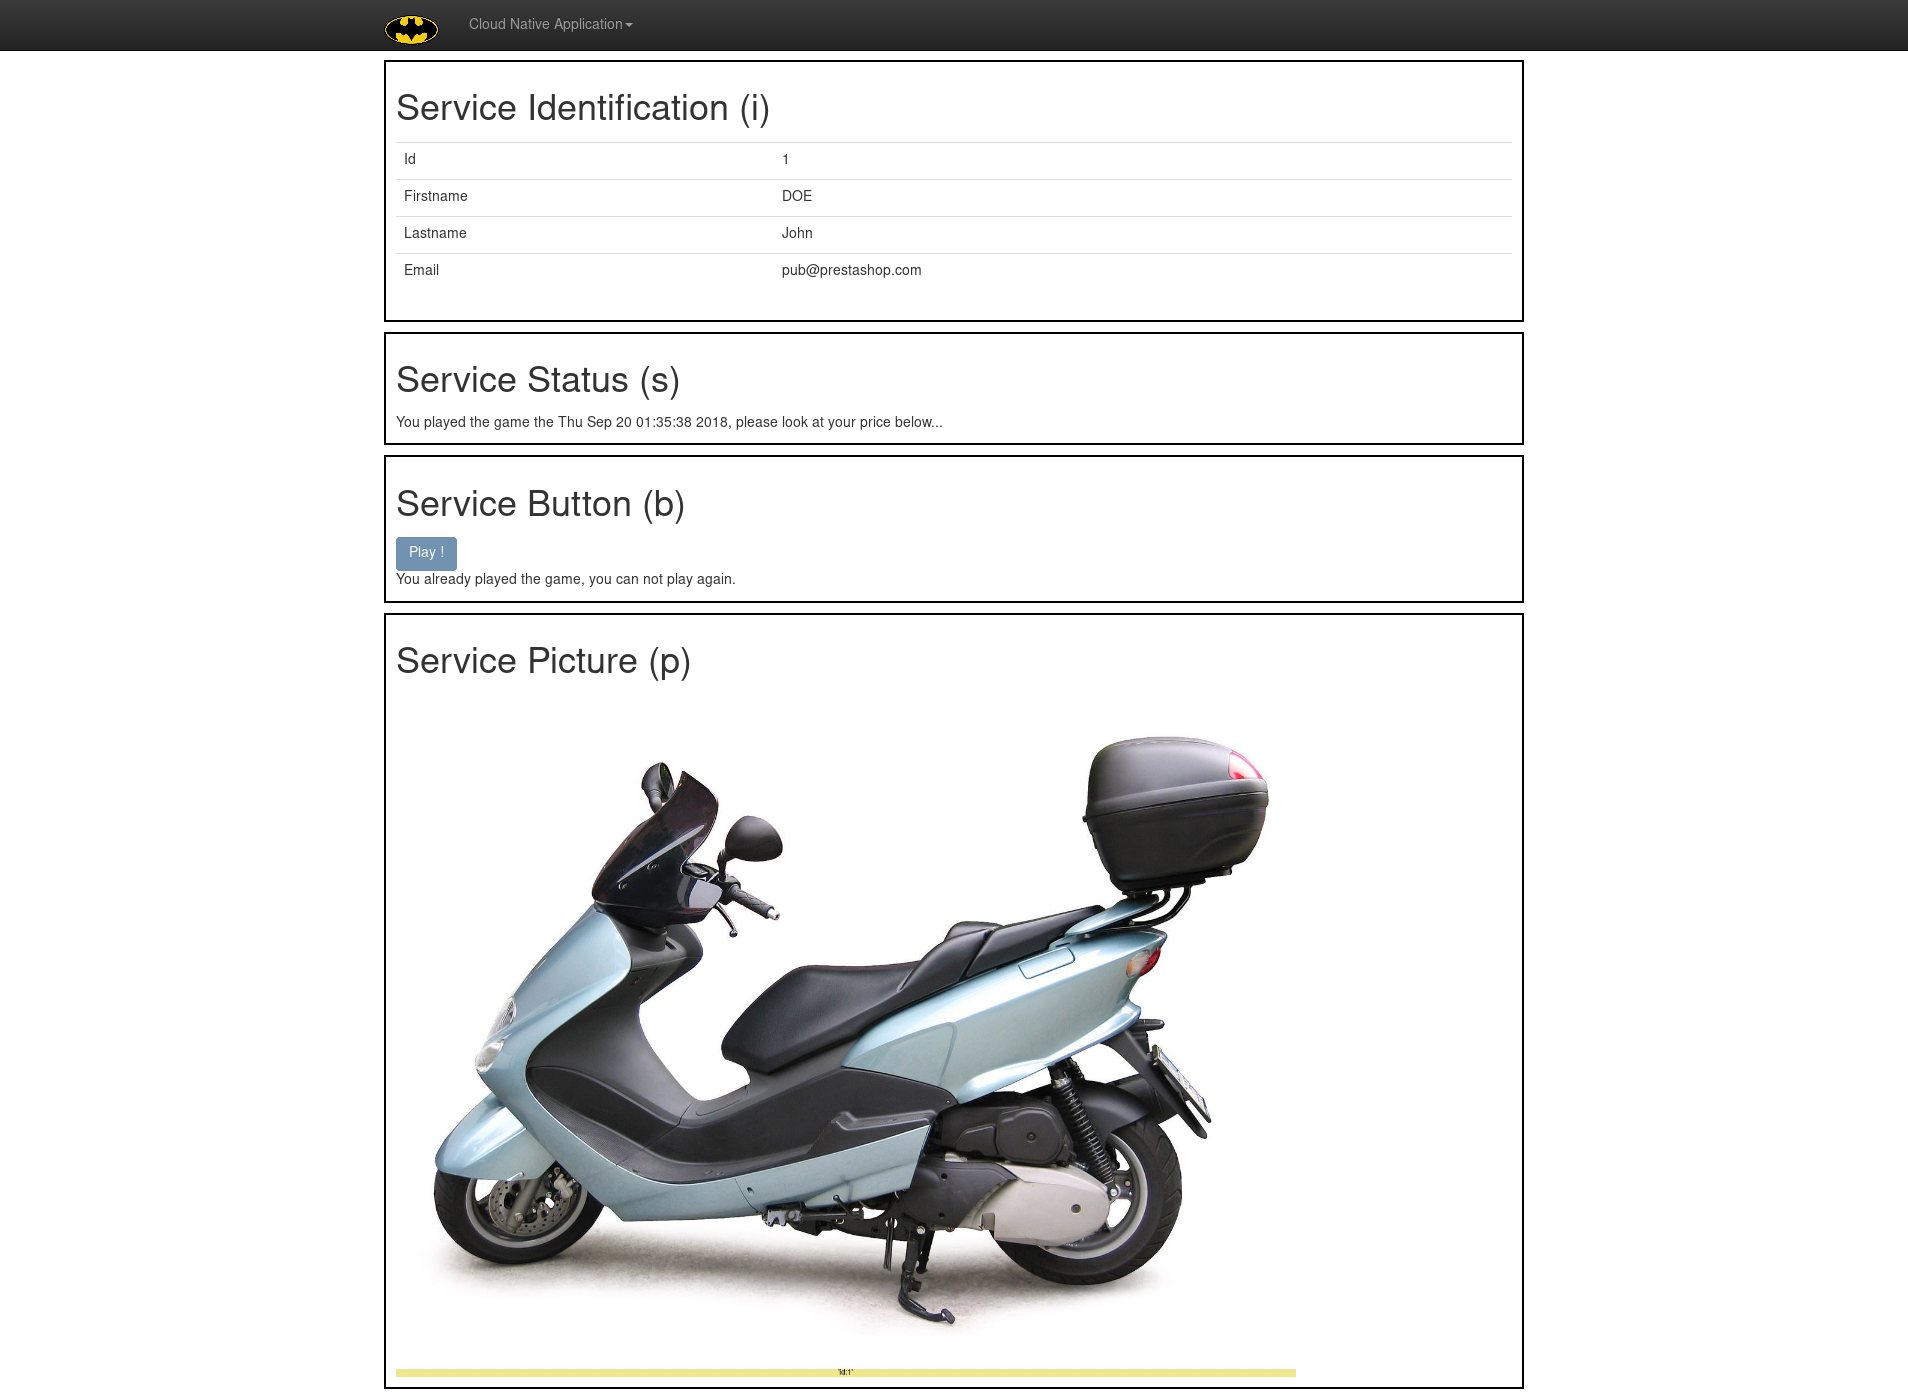 Cloud Native Application
Service Identification (i)
Id 1
Firstname DOE
Lastname John
Email pub@prestashop.com
Service Status (s)
You played the game the Thu Sep 20 01:35:38 2018, please look at your price below...
Service Button (b)
Play !
You already played the game, you can not play again.
Service Picture (p)
'id:1'